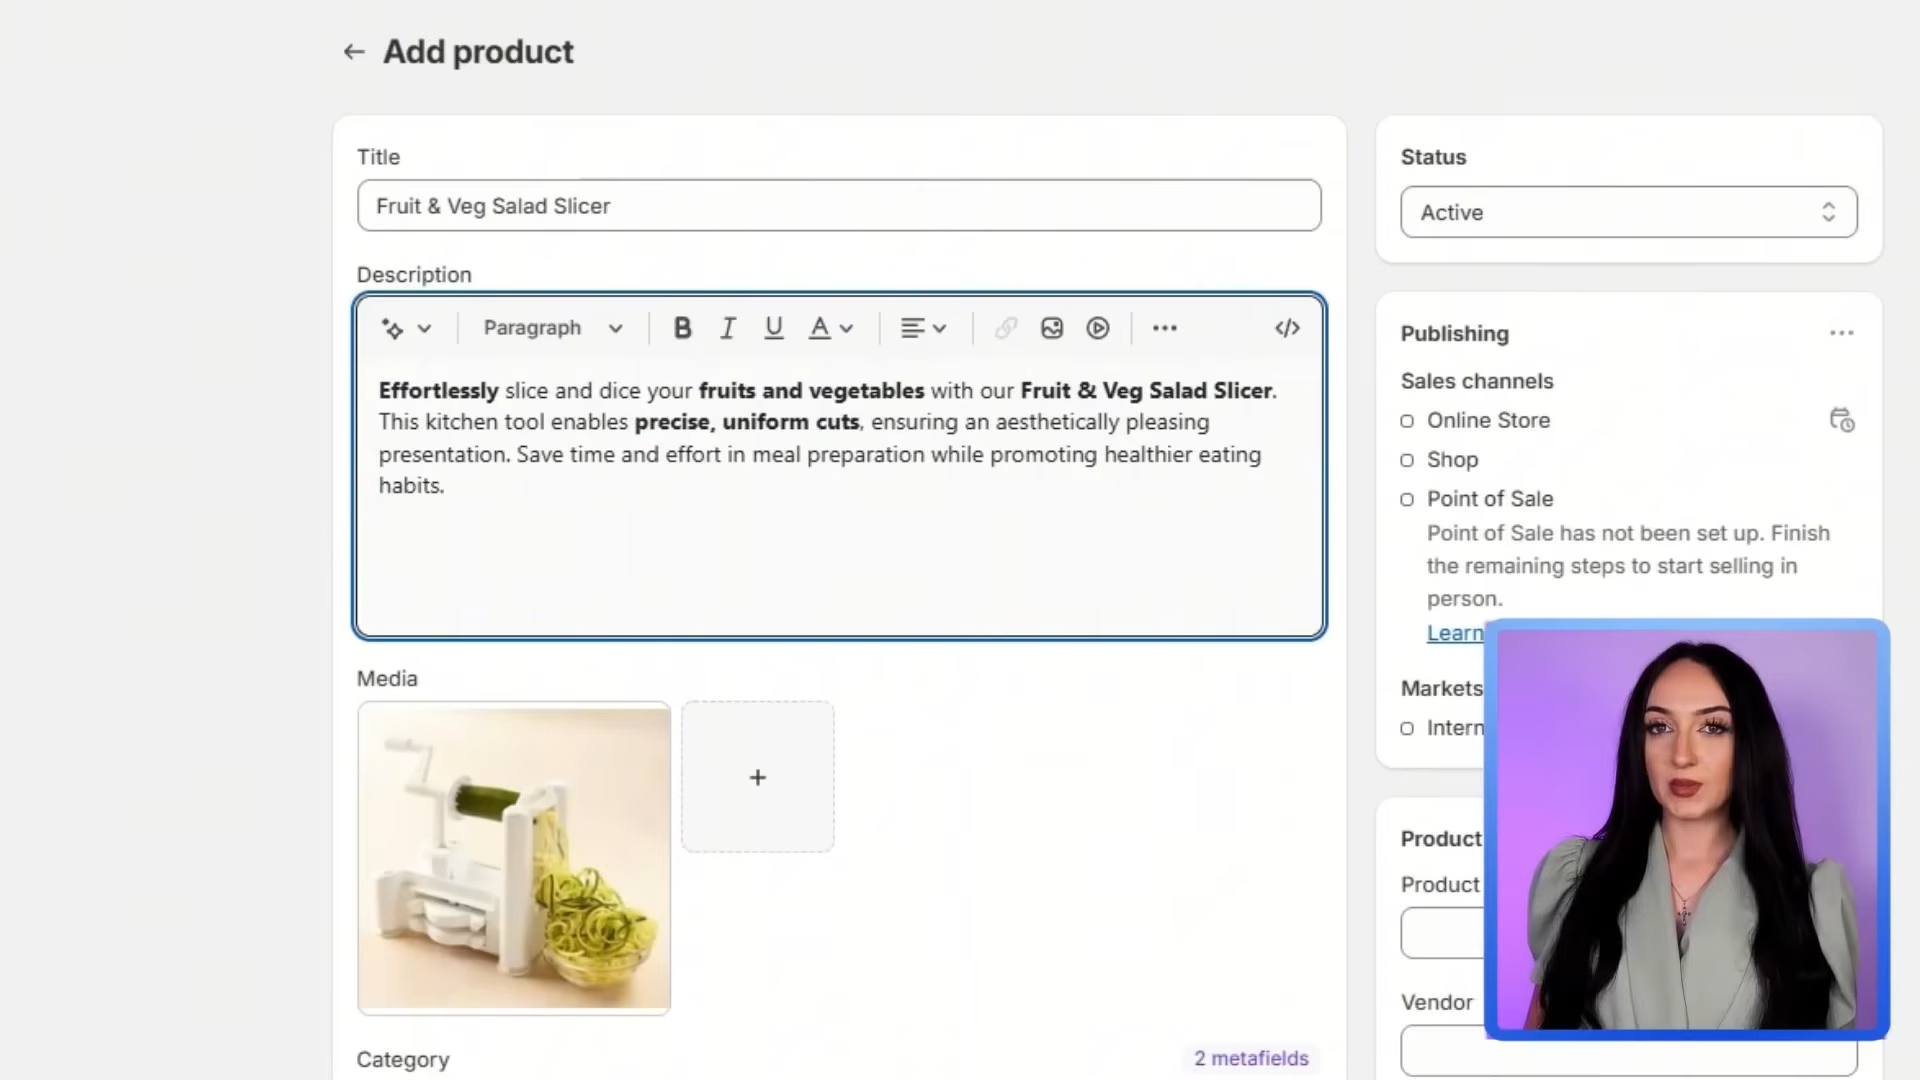 Add product
Title
Fruit & Veg Salad Slicer
Description
Paragraph
B I U A
Effortlessly slice and dice your fruits and vegetables with our Fruit & Veg Salad Slicer.
This kitchen tool enables precise, uniform cuts, ensuring an aesthetically pleasing
presentation. Save time and effort in meal preparation while promoting healthier eating
habits.
Media
Category
2 metafields
Status
Active
Publishing
Sales channels
Online Store
Shop
Point of Sale
Point of Sale has not been set up. Finish
the remaining steps to start selling in
person.
Learn
Markets
Intern
Product
Product
Vendor